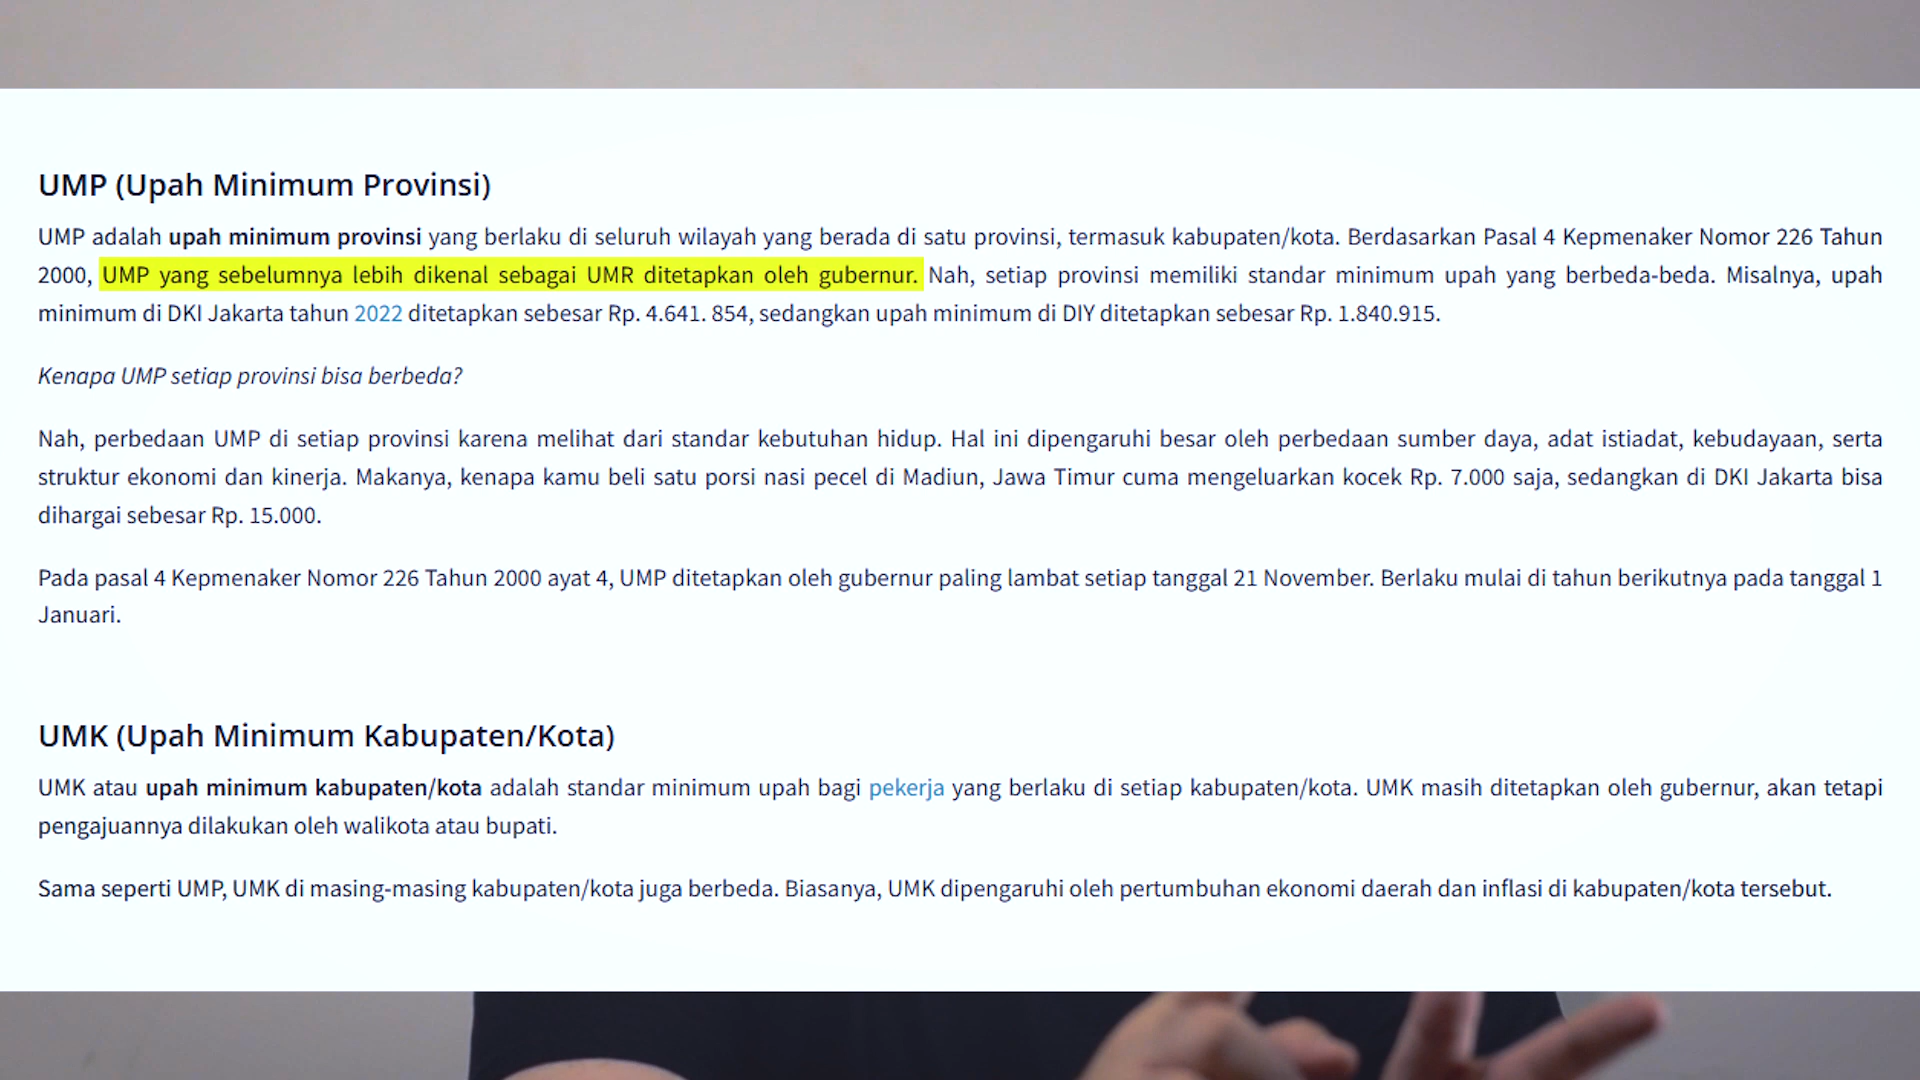 UMP (Upah Minimum Provinsi)
UMP adalah upah minimum provinsi yang berlaku di seluruh wilayah yang berada di satu provinsi, termasuk kabupaten/kota. Berdasarkan Pasal 4 Kepmenaker Nomor 226 Tahun
2000, UMP yang sebelumnya lebih dikenal sebagai UMR ditetapkan oleh gubernur. Nah, setiap provinsi memiliki standar minimum upah yang berbeda-beda. Misalnya, upah
minimum di DKI Jakarta tahun 2022 ditetapkan sebesar Rp. 4.641. 854, sedangkan upah minimum di DIY ditetapkan sebesar Rp. 1.840.915.
Kenapa UMP setiap provinsi bisa berbeda?
Nah, perbedaan UMP di setiap provinsi karena melihat dari standar kebutuhan hidup. Hal ini dipengaruhi besar oleh perbedaan sumber daya, adat istiadat, kebudayaan, serta
struktur ekonomi dan kinerja. Makanya, kenapa kamu beli satu porsi nasi pecel di Madiun, Jawa Timur cuma mengeluarkan kocek Rp. 7.000 saja, sedangkan di DKI Jakarta bisa
dihargai sebesar Rp. 15.000.
Pada pasal 4 Kepmenaker Nomor 226 Tahun 2000 ayat 4, UMP ditetapkan oleh gubernur paling lambat setiap tanggal 21 November. Berlaku mulai di tahun berikutnya pada tanggal 1
Januari.
UMK (Upah Minimum Kabupaten/Kota)
UMK atau upah minimum kabupaten/kota adalah standar minimum upah bagi pekerja yang berlaku di setiap kabupaten/kota. UMK masih ditetapkan oleh gubernur, akan tetapi
pengajuannya dilakukan oleh walikota atau bupati.
Sama seperti UMP, UMK di masing-masing kabupaten/kota juga berbeda. Biasanya, UMK dipengaruhi oleh pertumbuhan ekonomi daerah dan inflasi di kabupaten/kota tersebut.